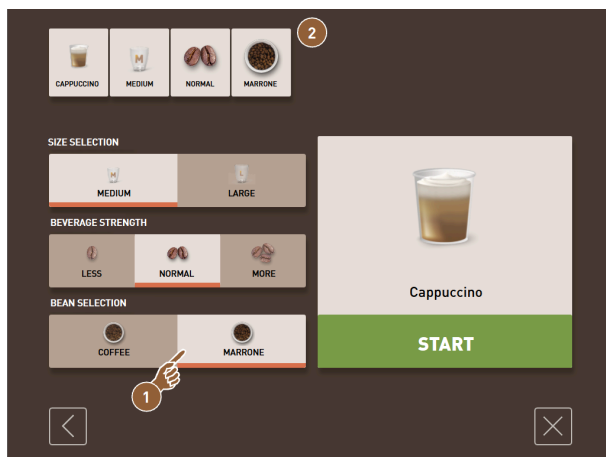 2
M
CAPPUCCINO MEDIUM NORMAL MARRONE
SIZE SELECTION
M L
MEDIUM LARGE
BEVERAGE STRENGTH
LESS NORMAL MORE
BEAN SELECTION
COFFEE MARRONE
1
Cappuccino
START